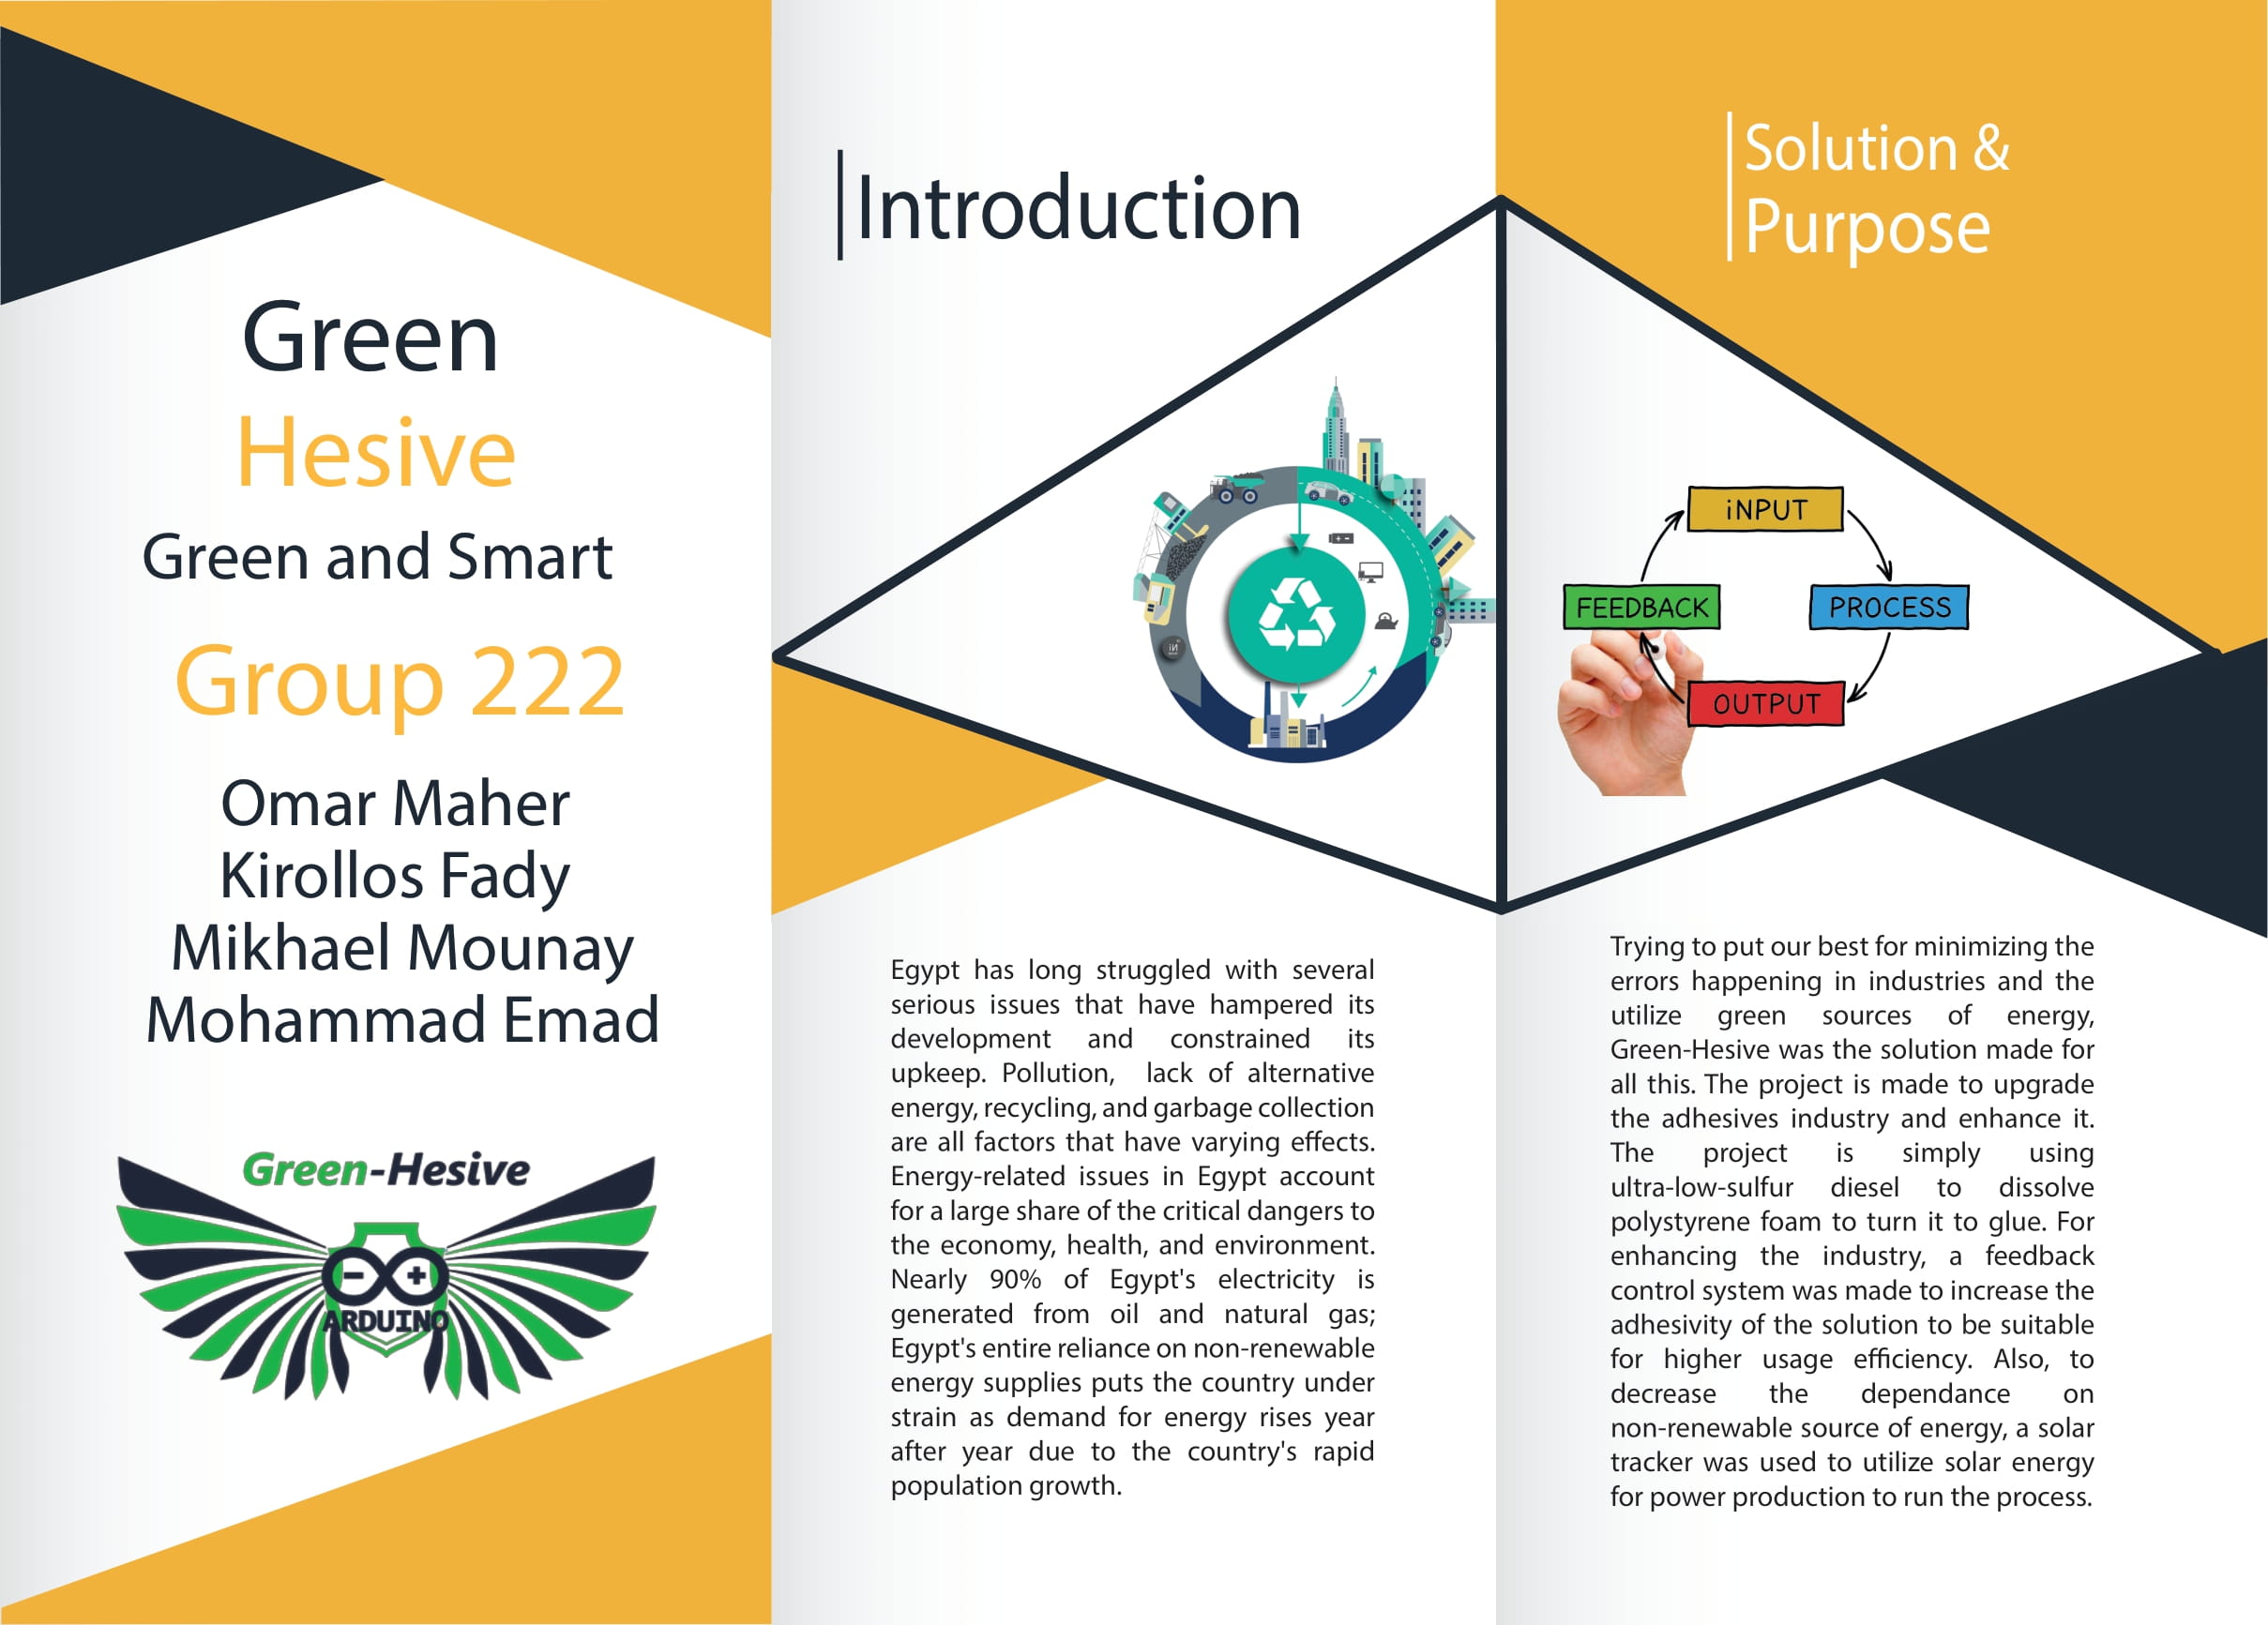 Green
Hesive
Green and Smart
Group 222
Omar Maher
Kirollos Fady
Mikhael Mounay
Mohammad Emad
Green-Hesive
ARDUINO
Introduction
Egypt has long struggled with several
serious issues that have hampered its
development and constrained its
upkeep. Pollution, lack of alternative
energy, recycling, and garbage collection
are all factors that have varying effects.
Energy-related issues in Egypt account
for a large share of the critical dangers to
the economy, health, and environment.
Nearly 90% of Egypt's electricity is
generated from oil and natural gas;
Egypt's entire reliance on non-renewable
energy supplies puts the country under
strain as demand for energy rises year
after year due to the country's rapid
population growth.
Solution &
Purpose
iNPUT
FEEDBACK
PROCESS
OUTPUT
Trying to put our best for minimizing the
errors happening in industries and the
utilize green sources of energy,
Green-Hesive was the solution made for
all this. The project is made to upgrade
the adhesives industry and enhance it.
The project is simply using
ultra-low-sulfur diesel to dissolve
polystyrene foam to turn it to glue. For
enhancing the industry, a feedback
control system was made to increase the
adhesivity of the solution to be suitable
for higher usage efficiency. Also, to
decrease the dependance on
non-renewable source of energy, a solar
tracker was used to utilize solar energy
for power production to run the process.